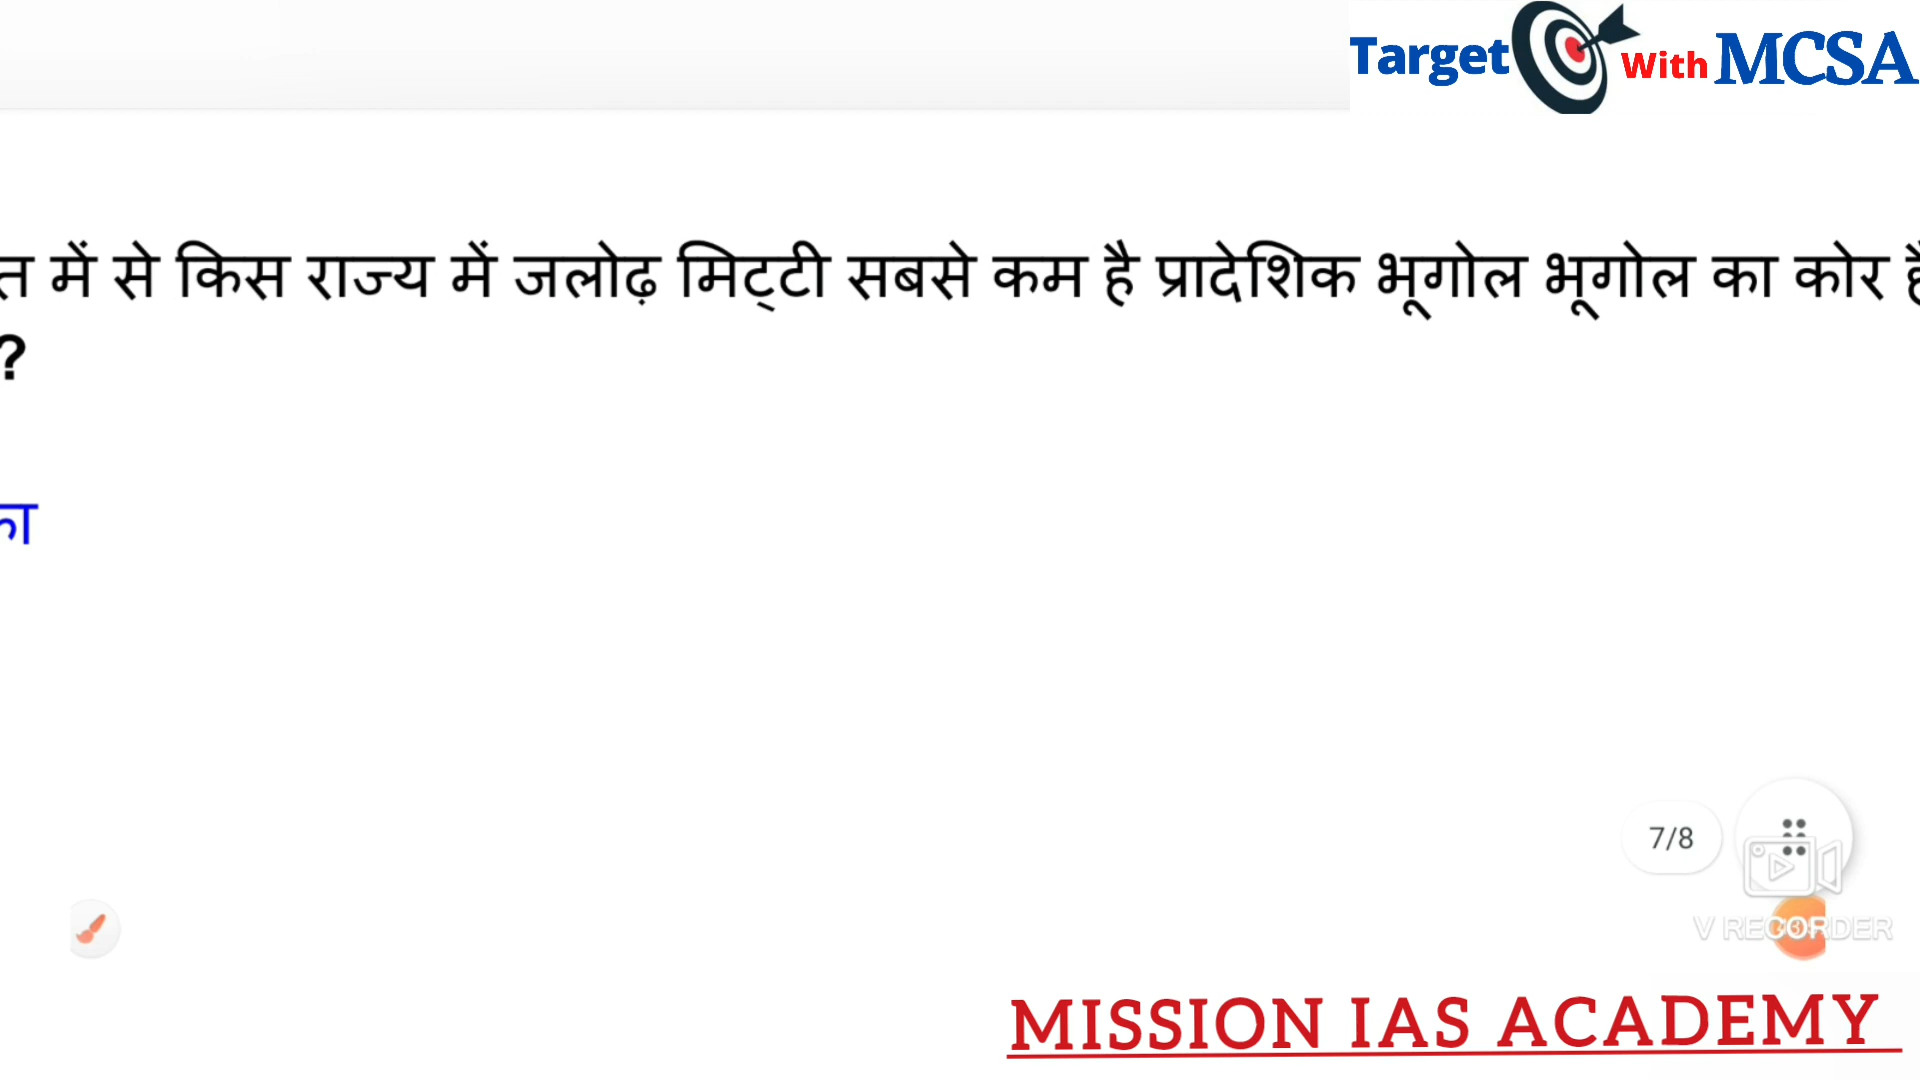 Target With MCSA
त में से किस राज्य में जलोढ़ मिट्टी सबसे कम है प्रादेशिक भूगोल भूगोल का कोर है
?
का
7/8
V RECORDER
MISSION IAS ACADEMY